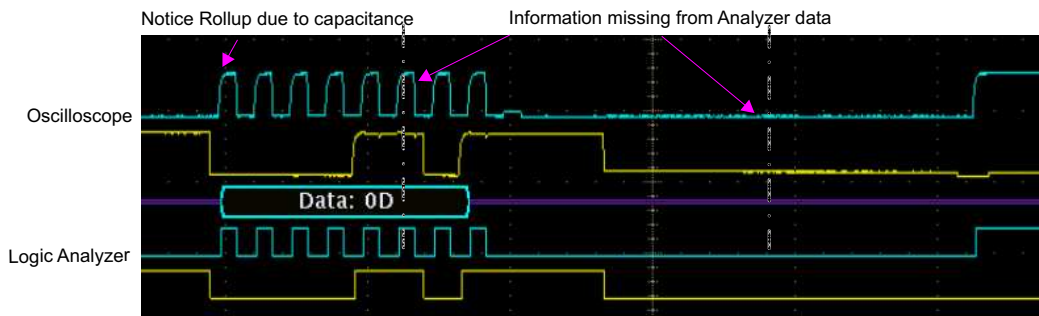 Notice Rollup due to capacitance
Information missing from Analyzer data
Oscilloscope
Data: 0D
Logic Analyzer